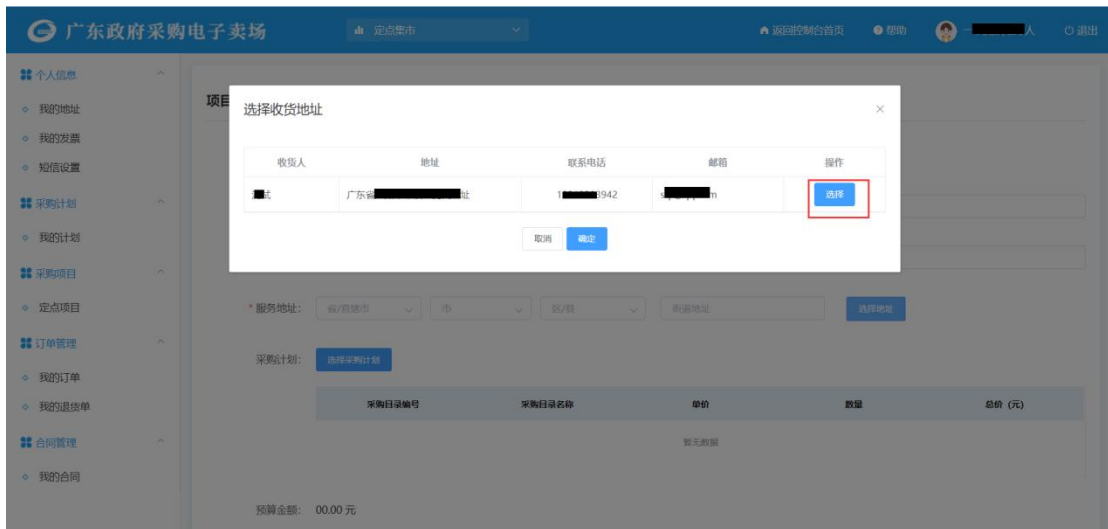 广东政府采购电子卖场
定点集市
返回控制台首页
帮助
一 人
退出
个人信息
我的地址
我的发票
短信设置
采购计划
我的计划
采购项目
定点项目
订单管理
我的订单
我的退货单
合同管理
我的合同
项目
选择收货地址
收货人 地址 联系电话 邮箱 操作
试 广东省 址 1 3942 s m 选择
取消 确定
* 服务地址: 省/直辖市 市 区/县 街道地址 选择地址
采购计划: 选择采购计划
采购目录编号 采购目录名称 单价 数量 总价 (元)
暂无数据
预算金额: 00.00 元